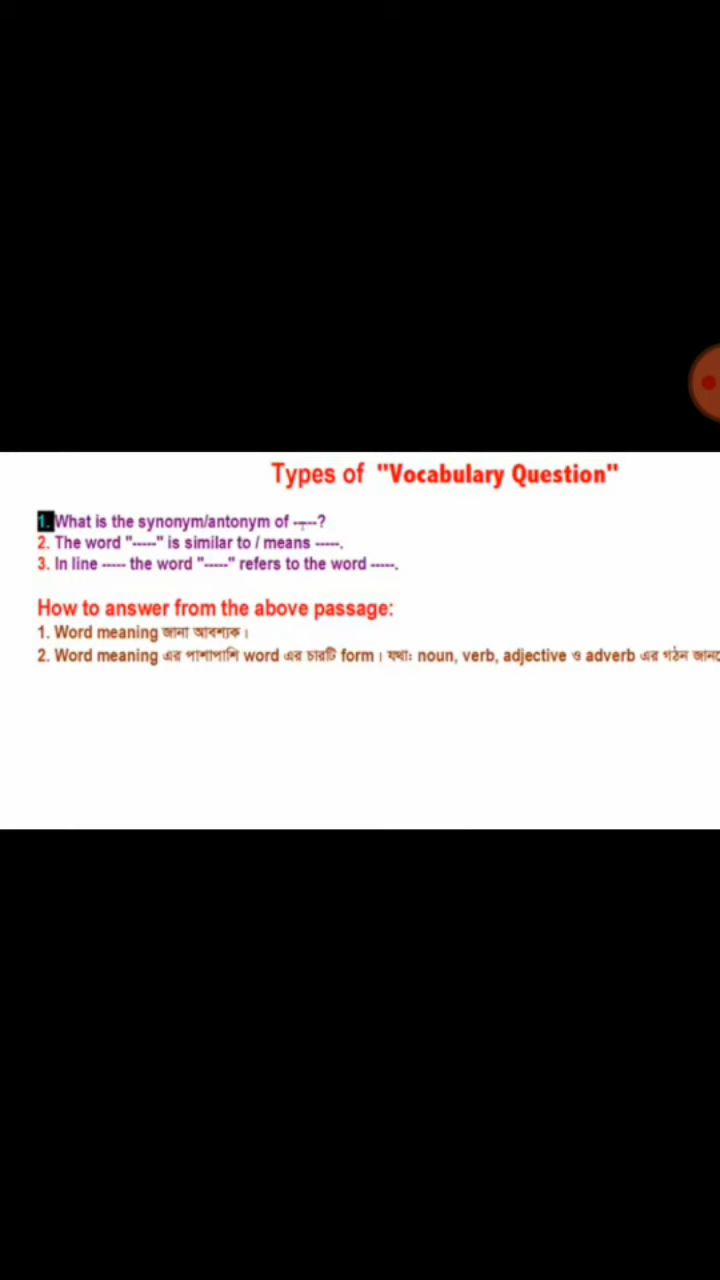 Types of "Vocabulary Question"
1. What is the synonym/antonym of -----?
2. The word "-----" is similar to / means -----.
3. In line ----- the word "-----" refers to the word -----.
How to answer from the above passage:
1. Word meaning জানা আবশ্যক।
2. Word meaning এর পাশাপাশি word এর চারটি form। যথাঃ noun, verb, adjective ও adverb এর গঠন